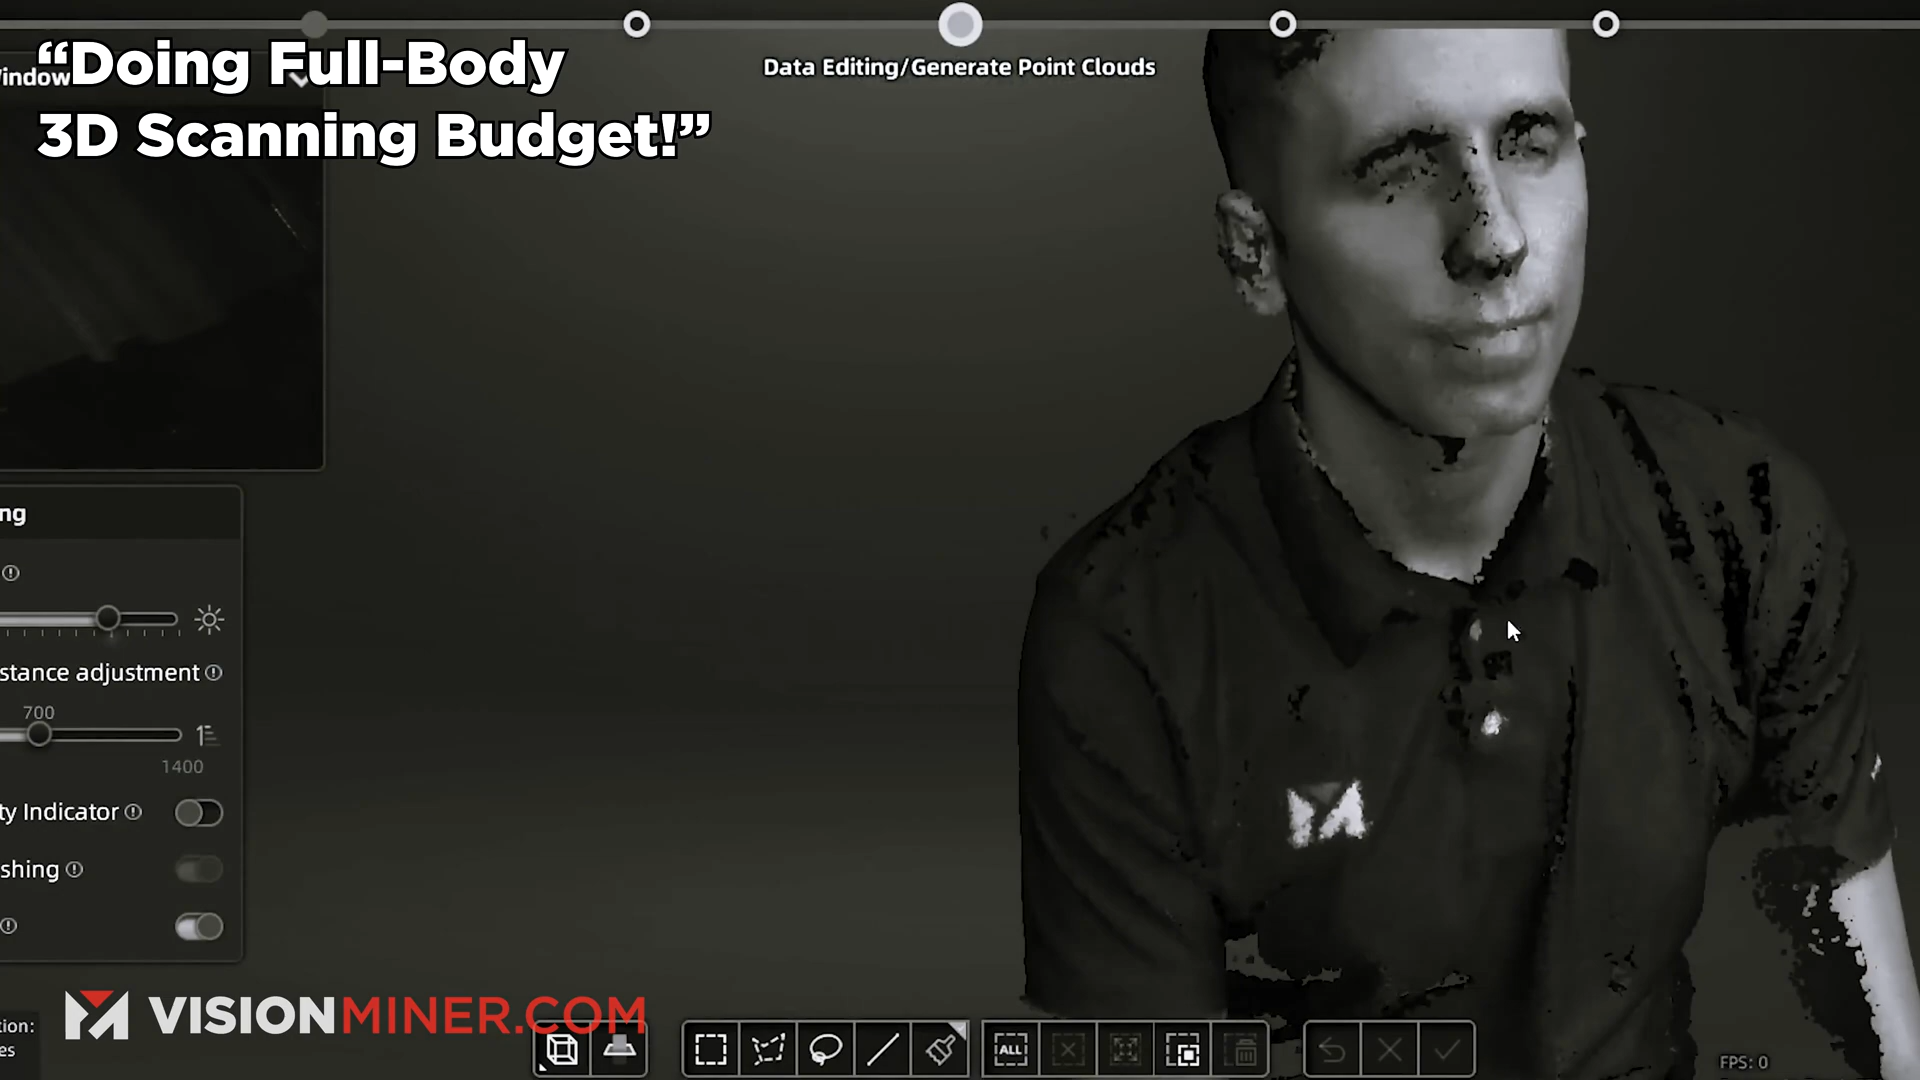 “Doing Full-Body
3D Scanning Budget!”
indow
Data Editing/Generate Point Clouds
ng
stance adjustment
700
1400
ty Indicator
shing
VISIONMINER.COM
tion:
es
ALL
FPS: 0